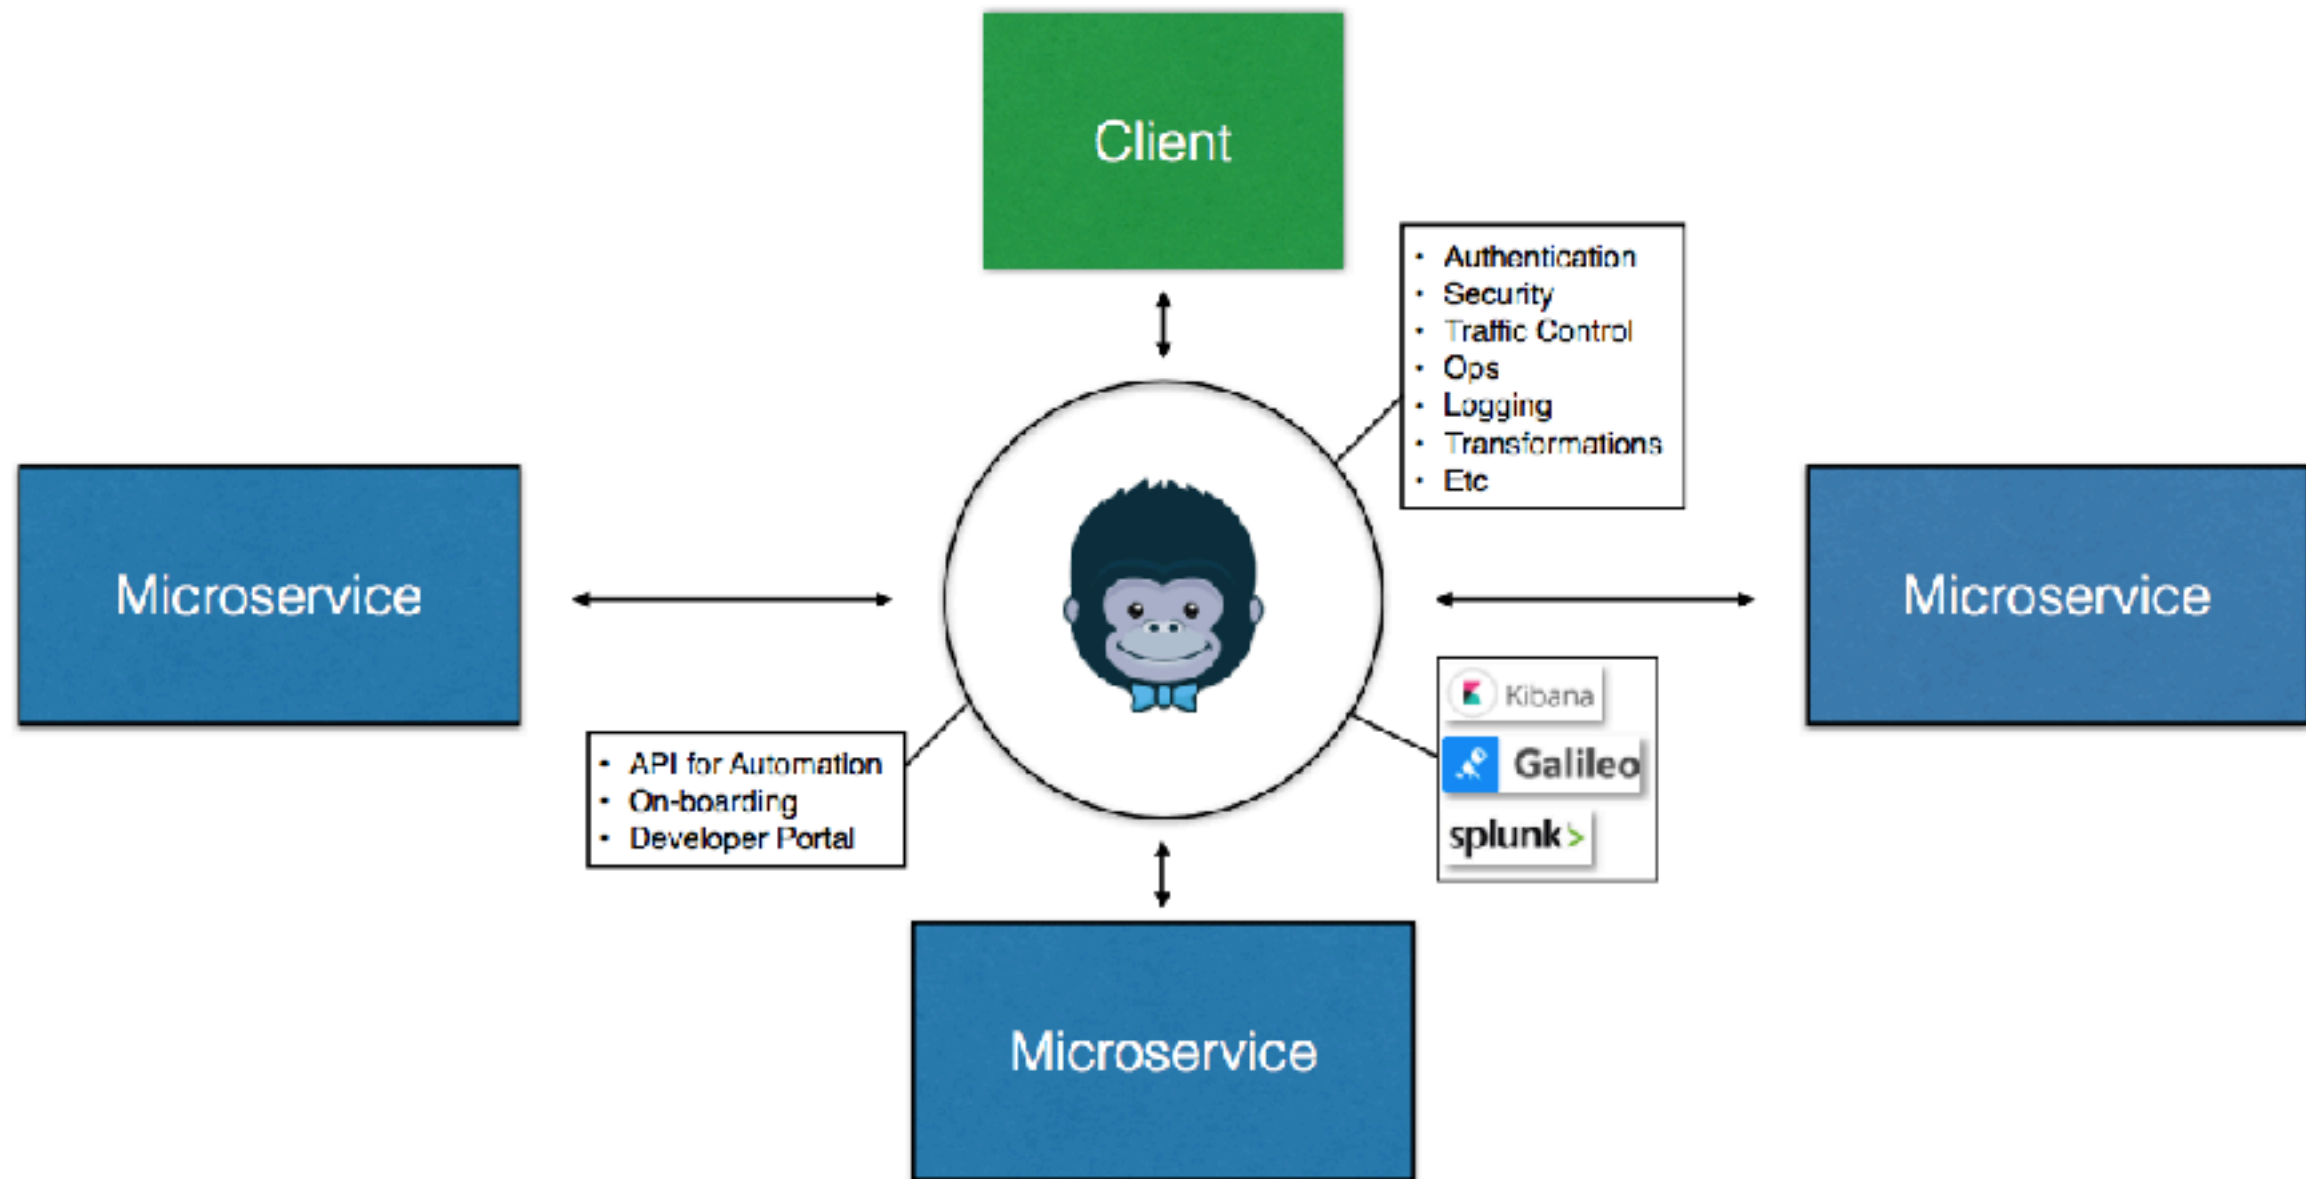 Client
• Authentication
• Security
• Traffic Control
• Ops
• Logging
• Transformations
• Etc
Microservice
Microservice
Kibana
Galileo
splunk>
• API for Automation
• On-boarding
• Developer Portal
Microservice